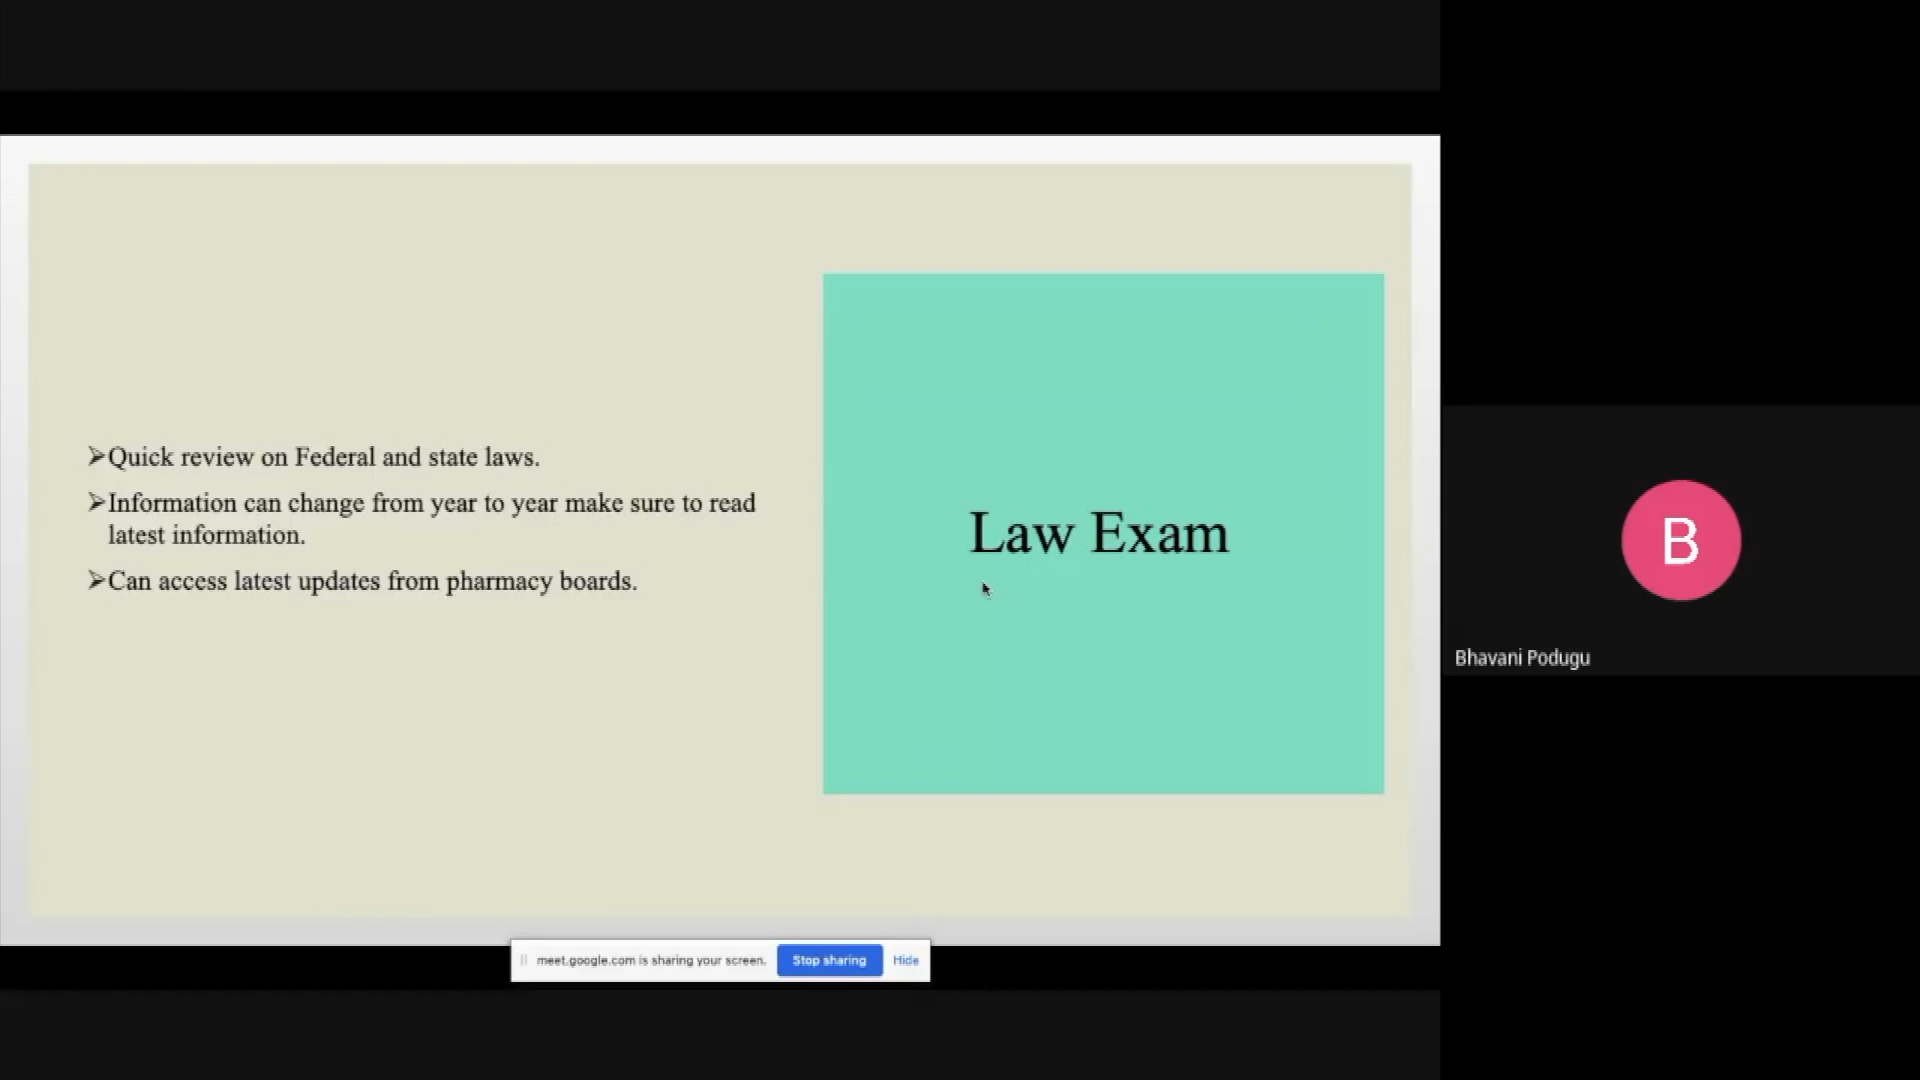 ➢Quick review on Federal and state laws.
➢Information can change from year to year make sure to read
latest information.
➢Can access latest updates from pharmacy boards.
Law Exam
B
Bhavani Podugu
meet.google.com is sharing your screen.
Stop sharing
Hide